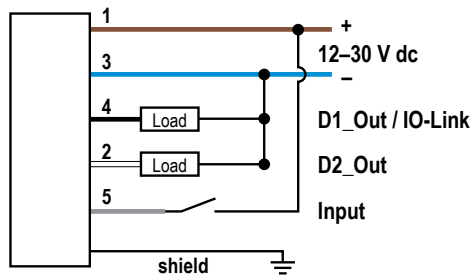 1
+
12–30 V dc
3
–
4
Load
D1_Out / IO-Link
2
Load
D2_Out
5
Input
shield